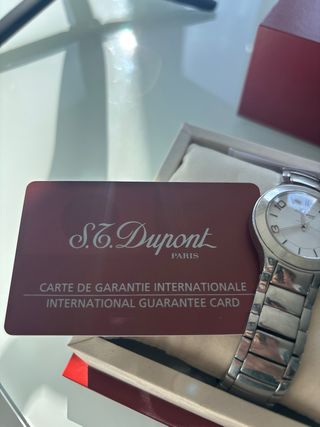 S.T. Dupont
PARIS
CARTE DE GARANTIE INTERNATIONALE
INTERNATIONAL GUARANTEE CARD